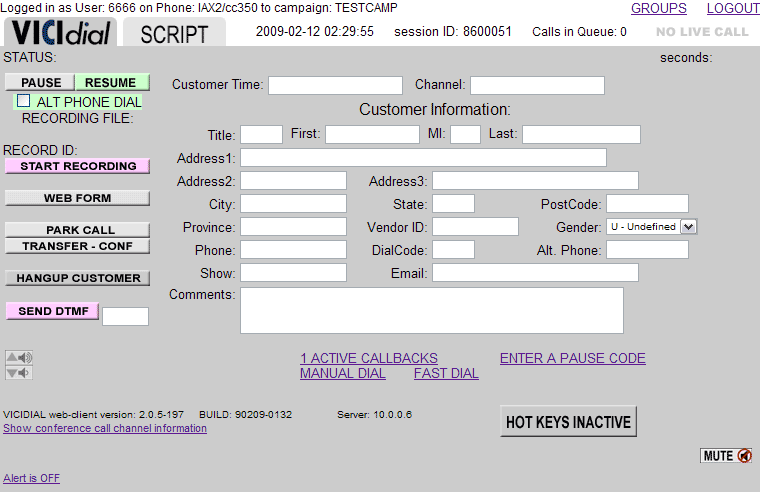 Logged in as User: 6666 on Phone: IAX2/cc350 to campaign: TESTCAMP GROUPS LOGOUT
VICIdial SCRIPT 2009-02-12 02:29:55 session ID: 8600051 Calls in Queue: 0 NO LIVE CALL
STATUS: seconds:
PAUSE RESUME Customer Time: Channel:
ALT PHONE DIAL
RECORDING FILE: Customer Information:
Title: First: MI: Last:
RECORD ID: Address1:
START RECORDING
Address2: Address3:
WEB FORM City: State: PostCode:
PARK CALL Province: Vendor ID: Gender: U - Undefined
TRANSFER - CONF Phone: DialCode: Alt. Phone:
HANGUP CUSTOMER Show: Email:
Comments:
SEND DTMF
1 ACTIVE CALLBACKS ENTER A PAUSE CODE
MANUAL DIAL FAST DIAL
VICIDIAL web-client version: 2.0.5-197 BUILD: 90209-0132 Server: 10.0.0.6
Show conference call channel information HOT KEYS INACTIVE
MUTE
Alert is OFF